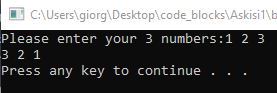 C:\Users\giorg\Desktop\code_blocks\Askisi1\b
Please enter your 3 numbers:1 2 3
3 2 1
Press any key to continue . . .